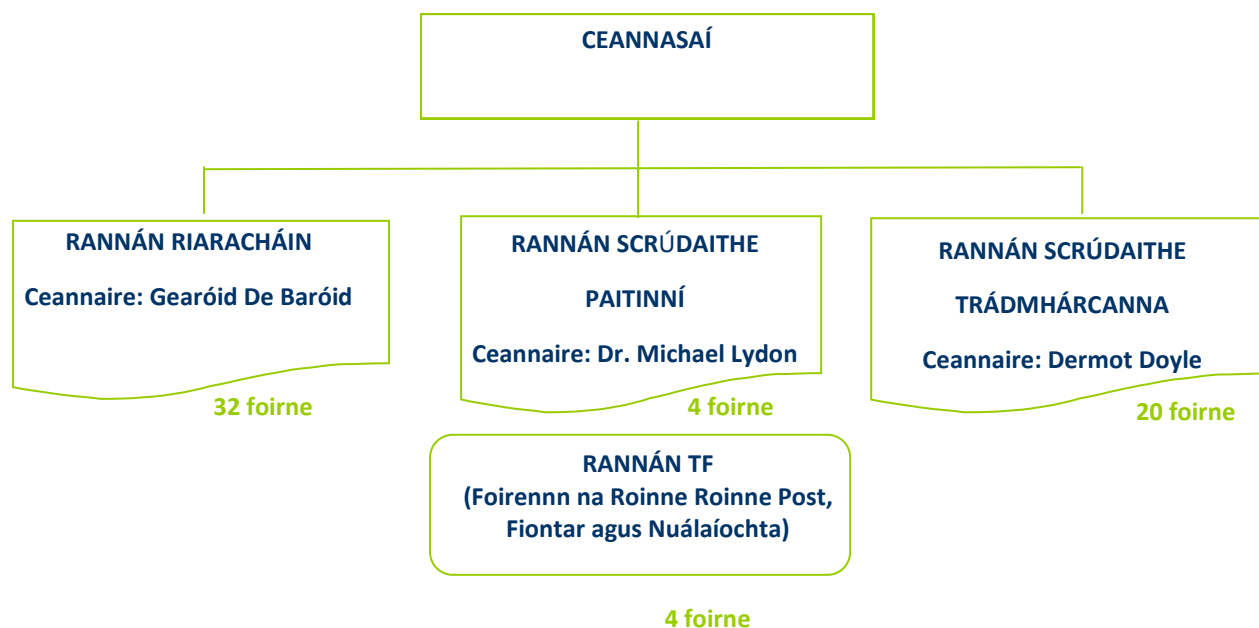 CEANNASAÍ
RANNÁN RIARACHÁIN
Ceannaire: Gearóid De Baróid
32 foirne
RANNÁN SCRÚDAITHE
PAITINNÍ
Ceannaire: Dr. Michael Lydon
4 foirne
RANNÁN SCRÚDAITHE
TRÁDMHÁRCANNA
Ceannaire: Dermot Doyle
20 foirne
RANNÁN TF
(Foirennn na Roinne Roinne Post,
Fiontar agus Nuálaíochta)
4 foirne